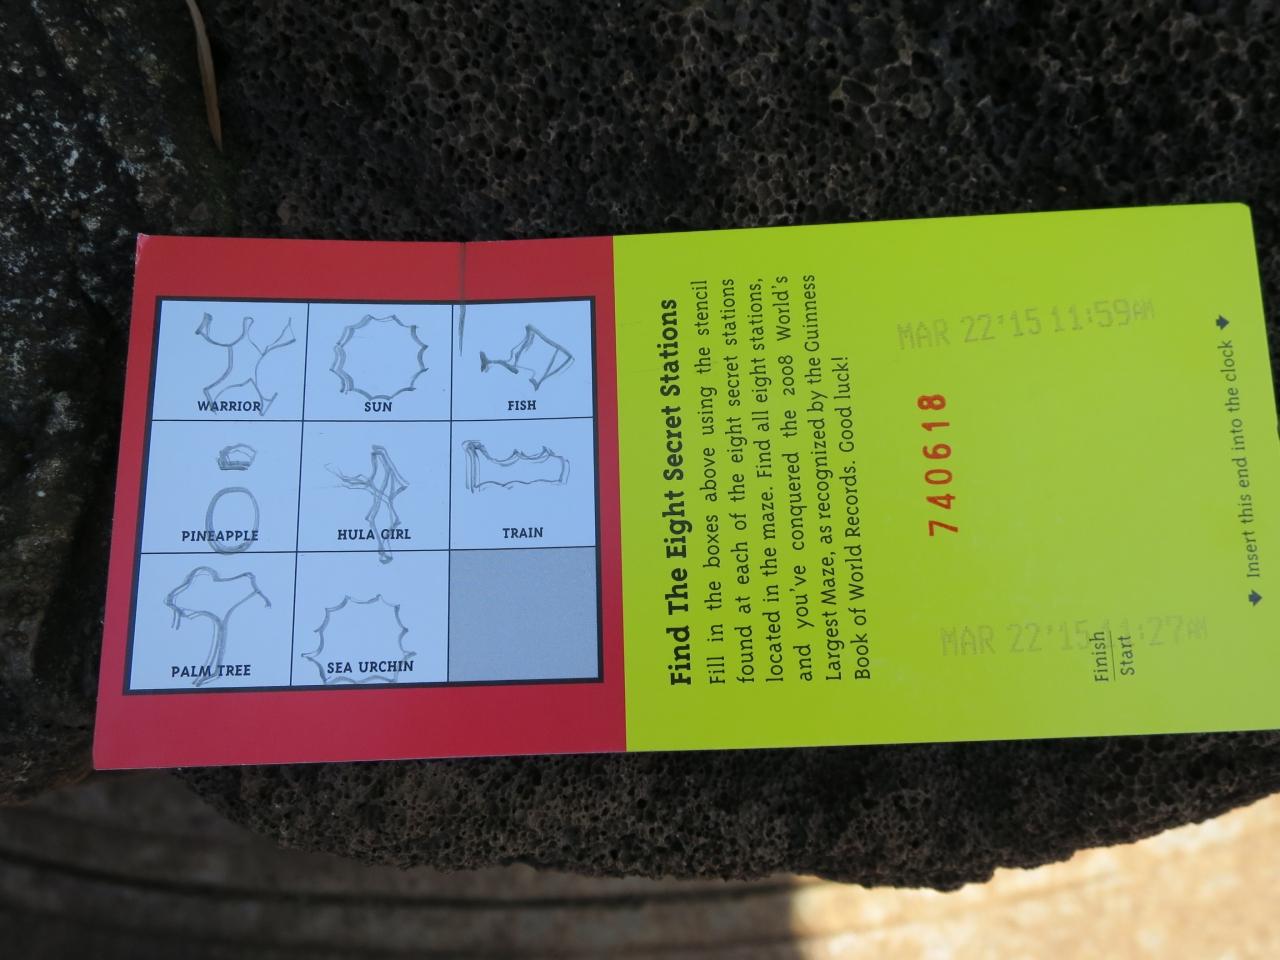 WARRIOR
SUN
FISH
PINEAPPLE
HULA GIRL
TRAIN
PALM TREE
SEA URCHIN
Find The Eight Secret Stations
Fill in the boxes above using the stencil
found at each of the eight secret stations
located in the maze. Find all eight stations,
and you've conquered the 2008 World's
Largest Maze, as recognized by the Guinness
Book of World Records. Good luck!
740618
MAR 22'15 11:59AM
MAR 22'15 11:27AM
Finish
Start
Insert this end into the clock